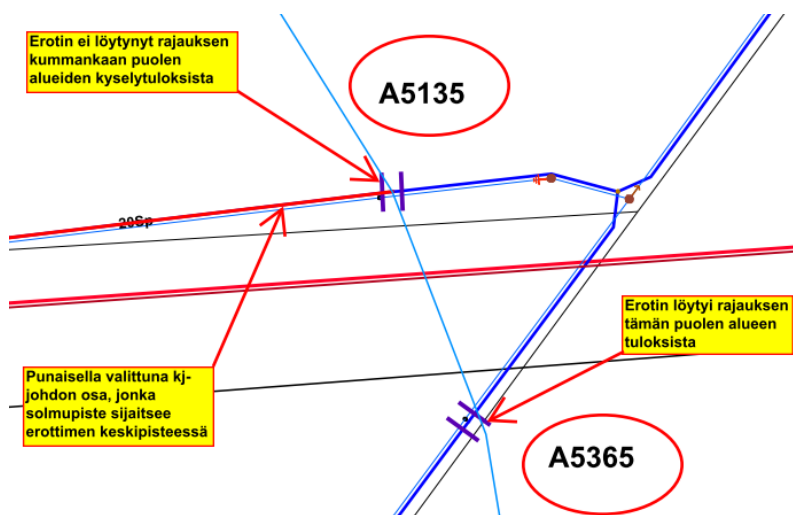 Erotin ei löytynyt rajauksen
kummankaan puolen
alueiden kyselytuloksista
A5135
20Sp
Erotin löytyi rajauksen
tämän puolen alueen
tuloksista
Punaisella valittuna kj-
johdon osa, jonka
solmupiste sijaitsee
erottimen keskipisteessä
A5365